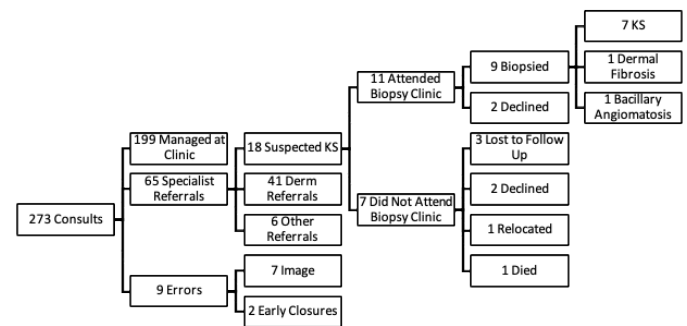 273 Consults
199 Managed at
Clinic
65 Specialist
Referrals
9 Errors
18 Suspected KS
41 Derm
Referrals
6 Other
Referrals
7 Image
2 Early Closures
11 Attended
Biopsy Clinic
7 Did Not Attend
Biopsy Clinic
9 Biopsied
2 Declined
3 Lost to Follow
Up
2 Declined
1 Relocated
1 Died
7 KS
1 Dermal
Fibrosis
1 Bacillary
Angiomatosis